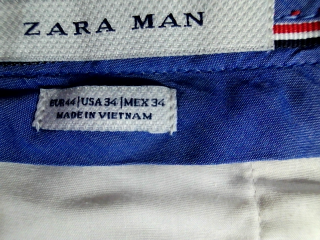 ZARA MAN
EUR 44 | USA 34 | MEX 34
MADE IN VIETNAM